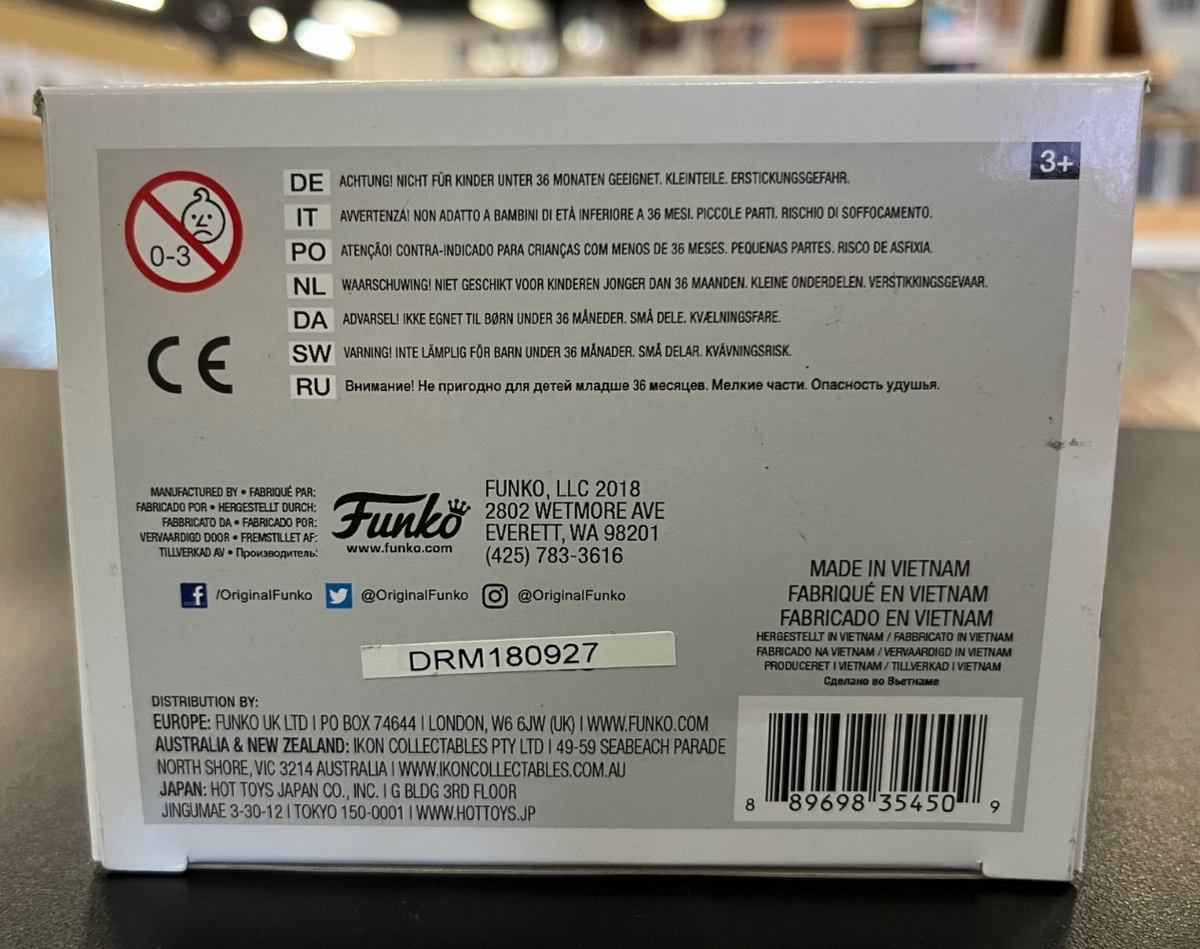 3+
0-3
DE ACHTUNG! NICHT FÜR KINDER UNTER 36 MONATEN GEEIGNET. KLEINTEILE. ERSTICKUNGSGEFAHR.
IT AVVERTENZA! NON ADATTO A BAMBINI DI ETÀ INFERIORE A 36 MESI. PICCOLE PARTI. RISCHIO DI SOFFOCAMENTO.
PO ATENÇÃO! CONTRA-INDICADO PARA CRIANÇAS COM MENOS DE 36 MESES. PEQUENAS PARTES. RISCO DE ASFIXIA.
NL WAARSCHUWING! NIET GESCHIKT VOOR KINDEREN JONGER DAN 36 MAANDEN. KLEINE ONDERDELEN. VERSTIKKINGSGEVAAR.
DA ADVARSEL! IKKE EGNET TIL BØRN UNDER 36 MÅNEDER. SMÅ DELE. KVÆLNINGSFARE.
SW VARNING! INTE LÄMPLIG FÖR BARN UNDER 36 MÅNADER. SMÅ DELAR. KVÄVNINGSRISK.
RU Внимание! Не пригодно для детей младше 36 месяцев. Мелкие части. Опасность удушья.
CE
MANUFACTURED BY • FABRIQUÉ PAR:
FABRICADO POR • HERGESTELLT DURCH:
FABBRICATO DA • FABRICADO POR:
VERVAARDIGD DOOR • FREMSTILLET AF:
TILLVERKAD AV • Производитель:
Funko
www.funko.com
FUNKO, LLC 2018
2802 WETMORE AVE
EVERETT, WA 98201
(425) 783-3616
/OriginalFunko @OriginalFunko @OriginalFunko
MADE IN VIETNAM
FABRIQUÉ EN VIETNAM
FABRICADO EN VIETNAM
HERGESTELLT IN VIETNAM / FABBRICATO IN VIETNAM
FABRICADO NA VIETNAM / VERVAARDIGD IN VIETNAM
PRODUCERET I VIETNAM / TILLVERKAD I VIETNAM
Сделано во Вьетнаме
DRM180927
DISTRIBUTION BY:
EUROPE: FUNKO UK LTD | PO BOX 74644 | LONDON, W6 6JW (UK) | WWW.FUNKO.COM
AUSTRALIA & NEW ZEALAND: IKON COLLECTABLES PTY LTD | 49-59 SEABEACH PARADE
NORTH SHORE, VIC 3214 AUSTRALIA | WWW.IKONCOLLECTABLES.COM.AU
JAPAN: HOT TOYS JAPAN CO., INC. | G BLDG 3RD FLOOR
JINGUMAE 3-30-12 | TOKYO 150-0001 | WWW.HOTTOYS.JP
8 89698 35450 9